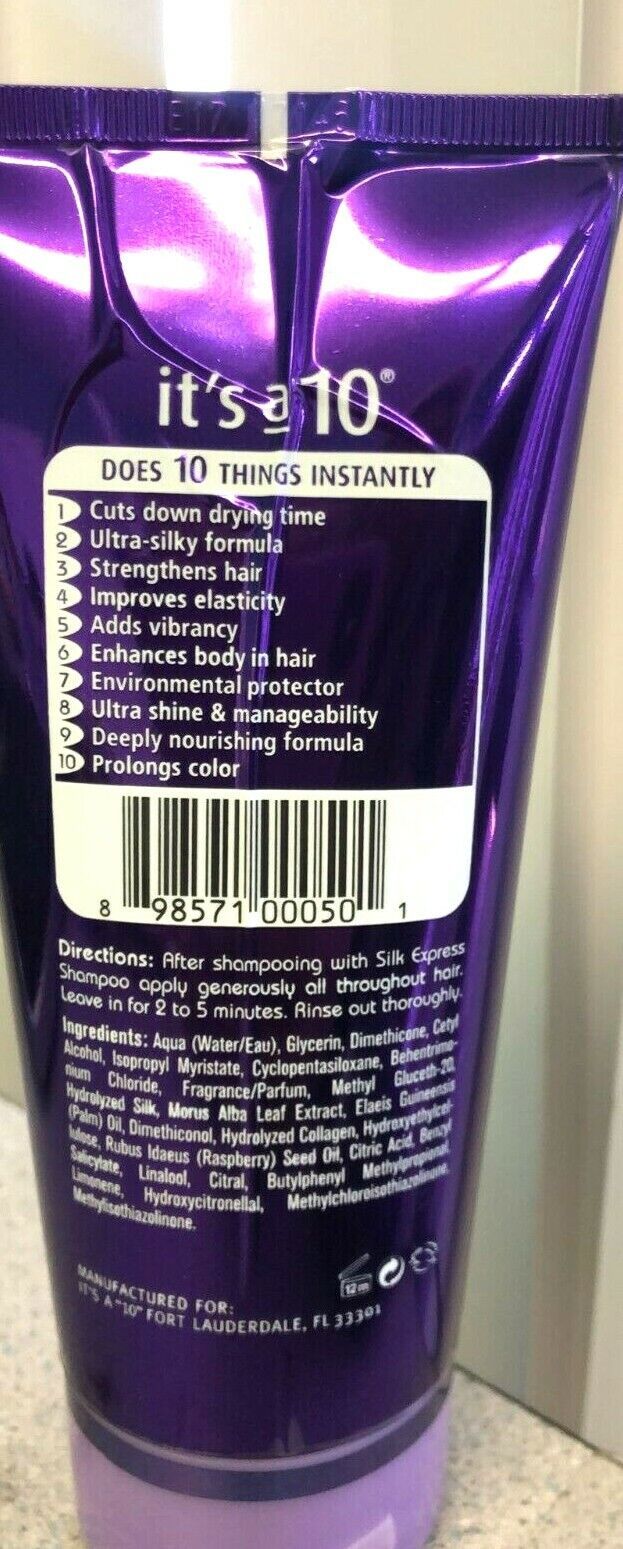 it's a 10®
DOES 10 THINGS INSTANTLY
1 Cuts down drying time
2 Ultra-silky formula
3 Strengthens hair
4 Improves elasticity
5 Adds vibrancy
6 Enhances body in hair
7 Environmental protector
8 Ultra shine & manageability
9 Deeply nourishing formula
10 Prolongs color
8 98571 00050 1
Directions: After shampooing with Silk Express
Shampoo apply generously all throughout hair.
Leave in for 2 to 5 minutes. Rinse out thoroughly.
Ingredients: Aqua (Water/Eau), Glycerin, Dimethicone, Cetyl
Alcohol, Isopropyl Myristate, Cyclopentasiloxane, Behentrimo-
nium Chloride, Fragrance/Parfum, Methyl Gluceth-20,
Hydrolyzed Silk, Morus Alba Leaf Extract, Elaeis Guineensis
(Palm) Oil, Dimethiconol, Hydrolyzed Collagen, Hydroxyethylcel-
lulose, Rubus Idaeus (Raspberry) Seed Oil, Citric Acid, Benzyl
Salicylate, Linalool, Citral, Butylphenyl Methylpropional,
Limonene, Hydroxycitronellal, Methylchloroisothiazolinone,
Methylisothiazolinone.
12m
MANUFACTURED FOR:
IT'S A "10" FORT LAUDERDALE, FL 33301